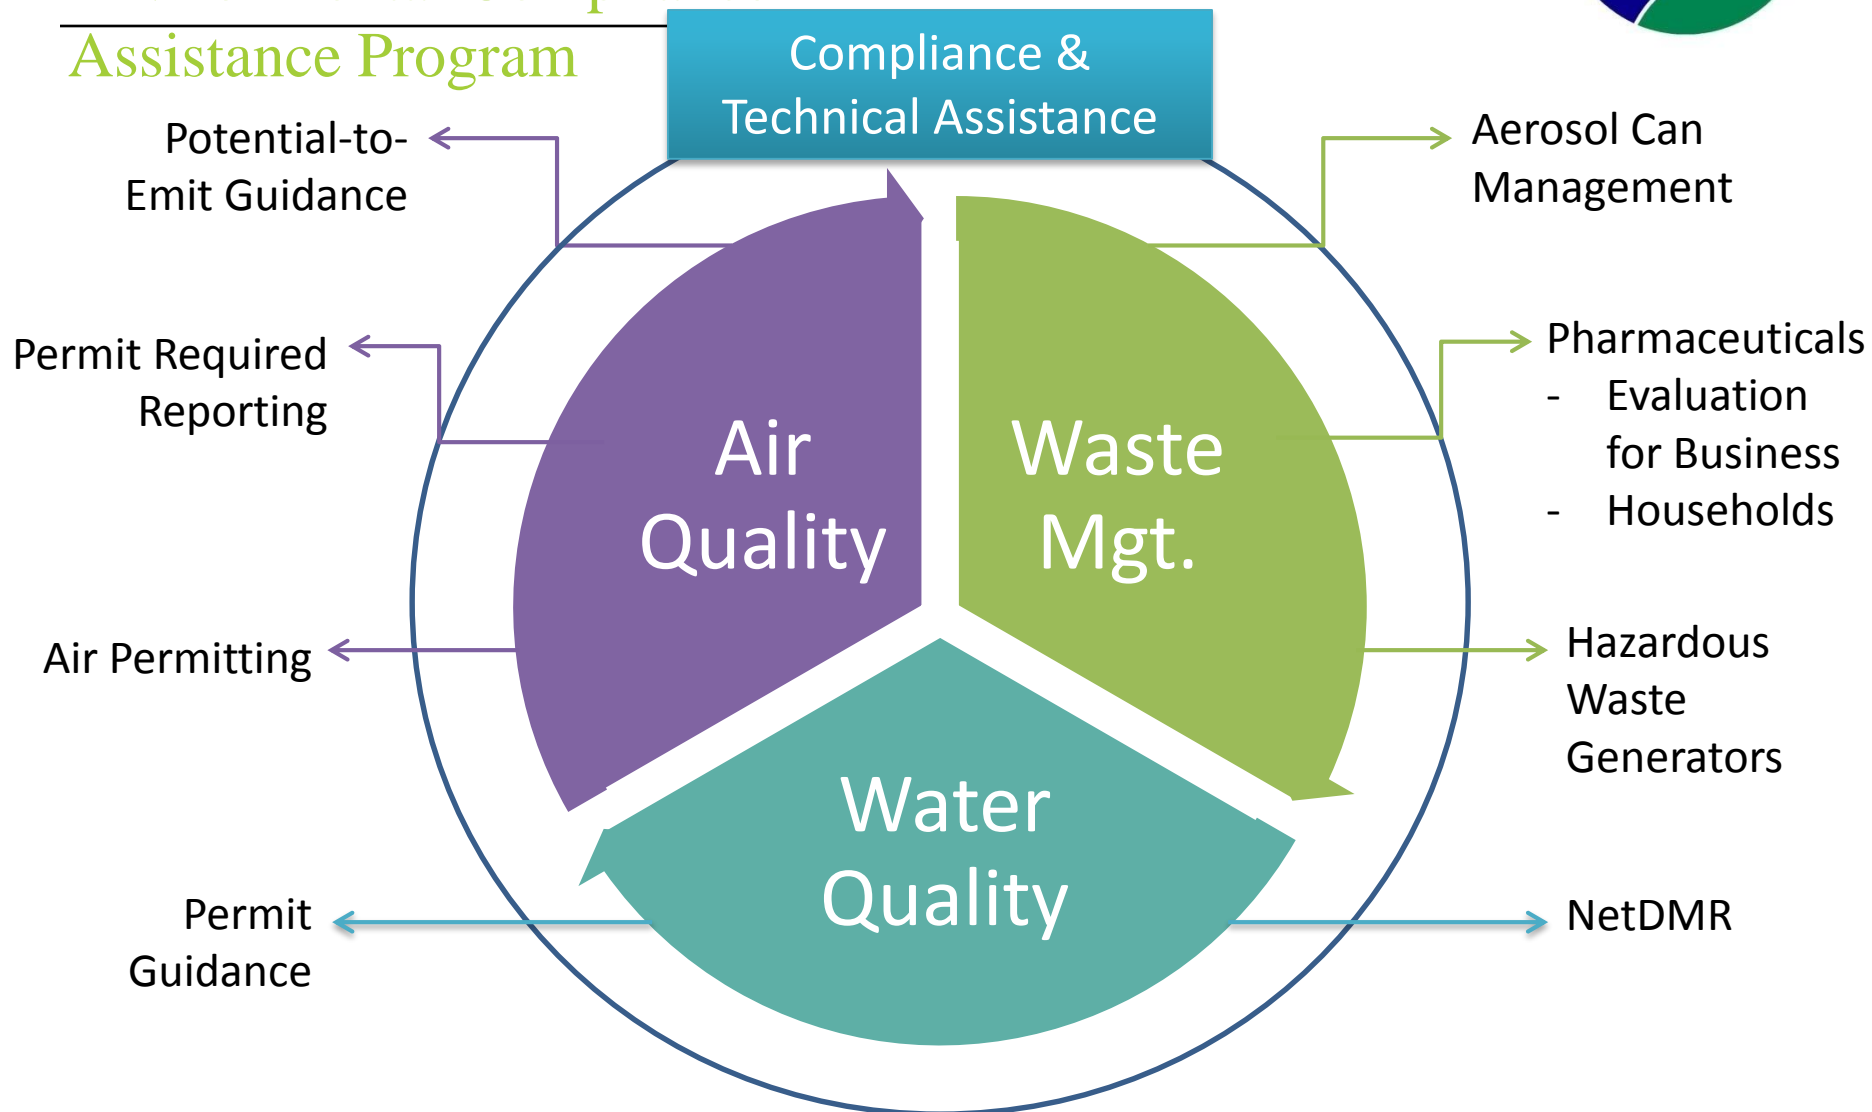 Assistance Program
Compliance &
Technical Assistance
Potential-to-
Emit Guidance
Aerosol Can
Management
Permit Required
Reporting
Pharmaceuticals
- Evaluation
for Business
- Households
Air
Quality
Waste
Mgt.
Air Permitting
Hazardous
Waste
Generators
Water
Quality
Permit
Guidance
NetDMR